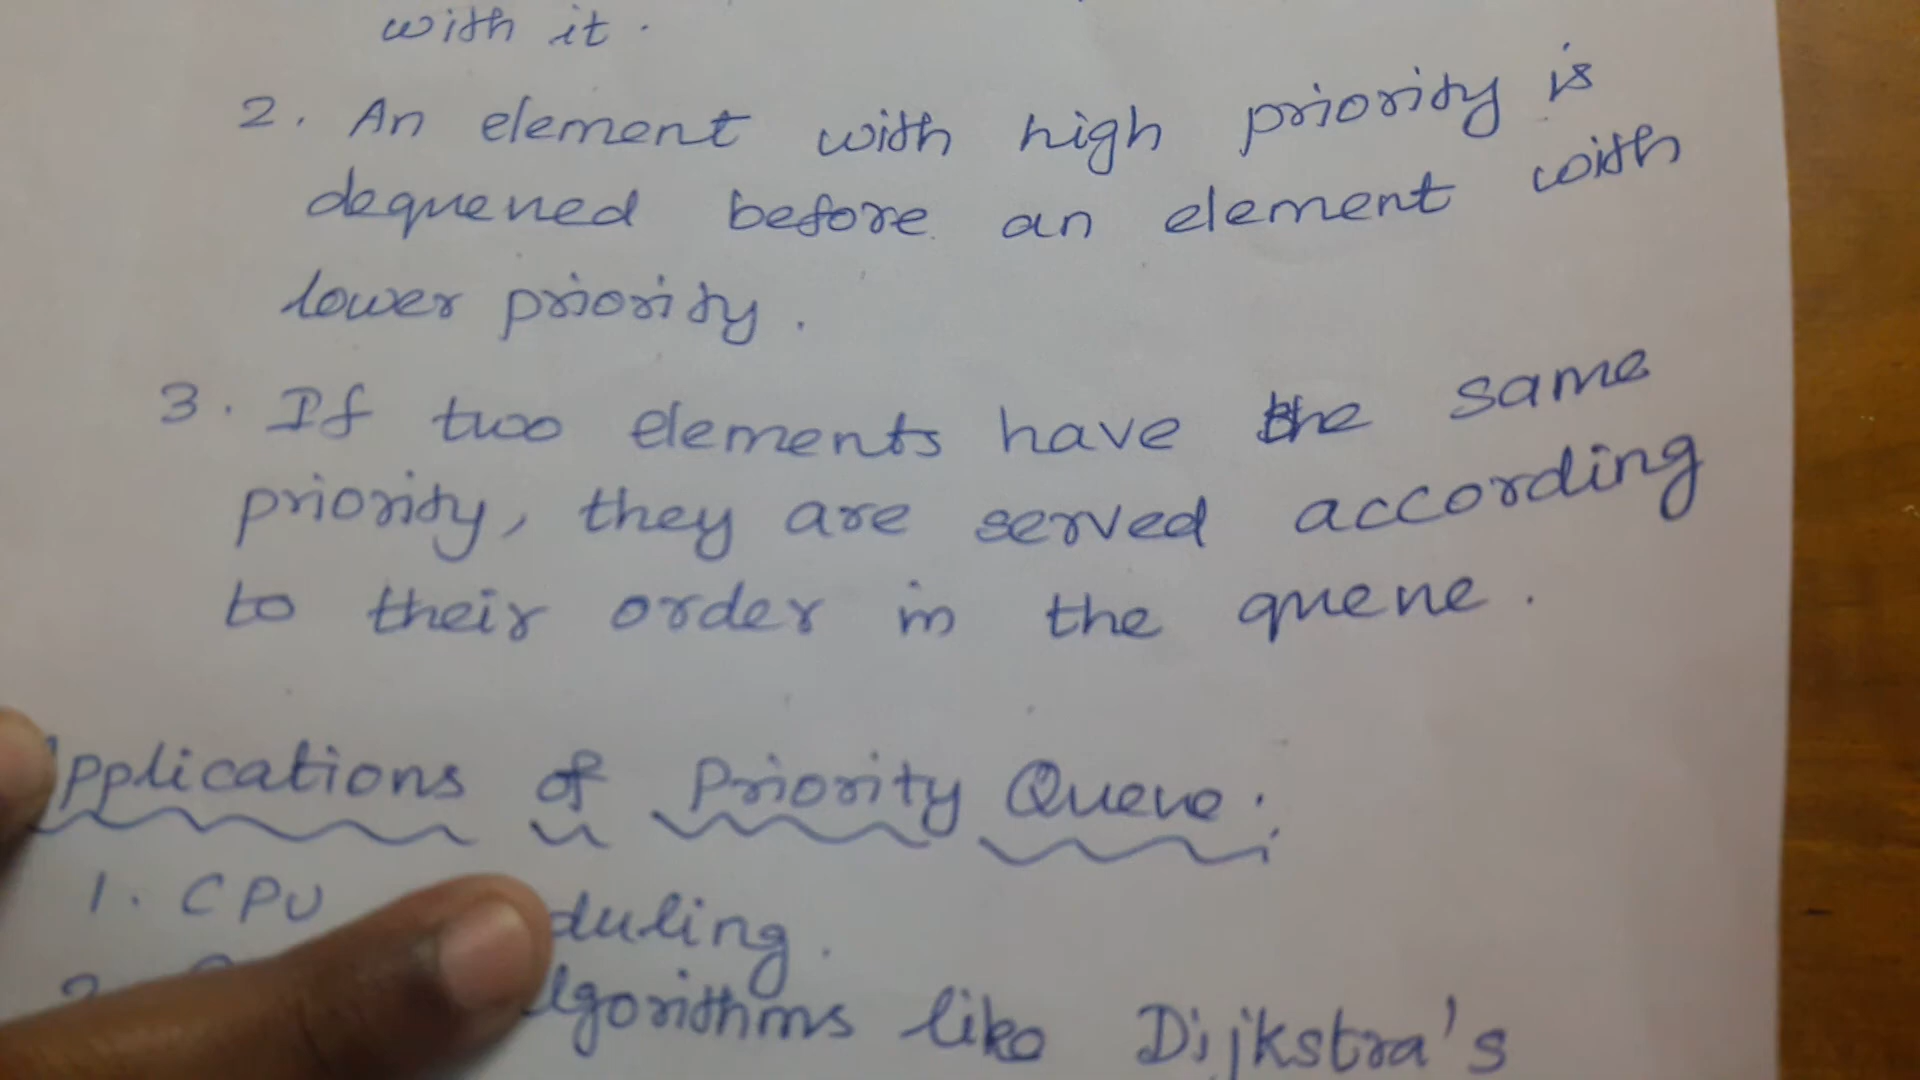 with it.
2. An element with high priority is
dequeued before an element with
lower priority.
3. If two elements have the same
priority, they are served according
to their order in the queue.
Applications of Priority Queue:
1. CPU duling.
2. lgorithms like Dijkstra's